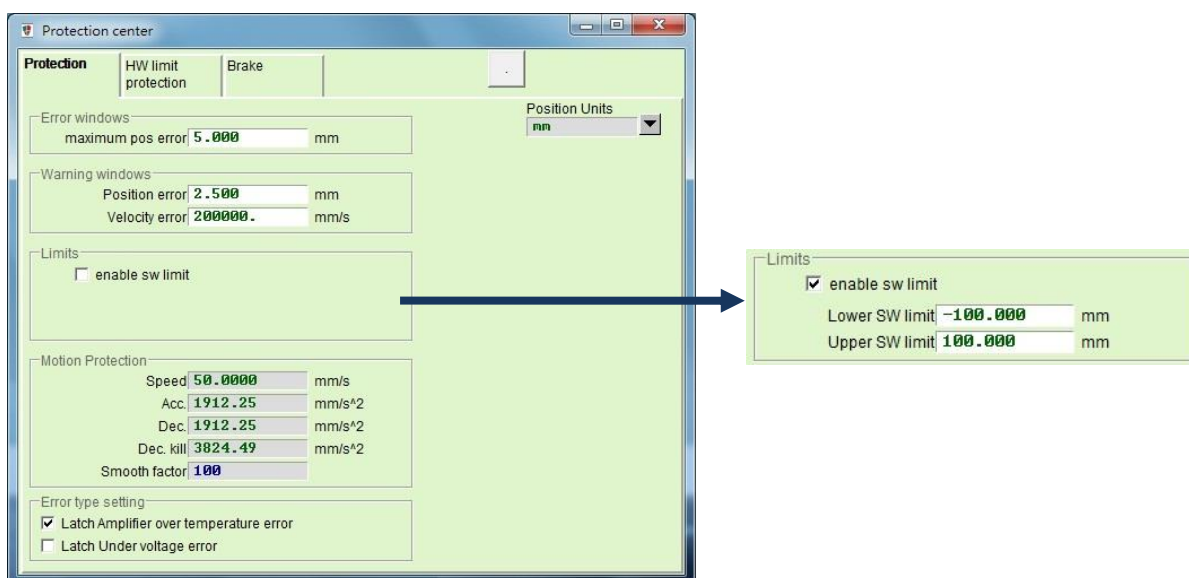 Protection center
Protection
HW limit
protection
Brake
.
Position Units
mm
Error windows
maximum pos error 5.000 mm
Warning windows
Position error 2.500 mm
Velocity error 200000. mm/s
Limits
enable sw limit
Motion Protection
Speed 50.0000 mm/s
Acc. 1912.25 mm/s^2
Dec. 1912.25 mm/s^2
Dec. kill 3824.49 mm/s^2
Smooth factor 100
Error type setting
Latch Amplifier over temperature error
Latch Under voltage error
Limits
enable sw limit
Lower SW limit -100.000 mm
Upper SW limit 100.000 mm